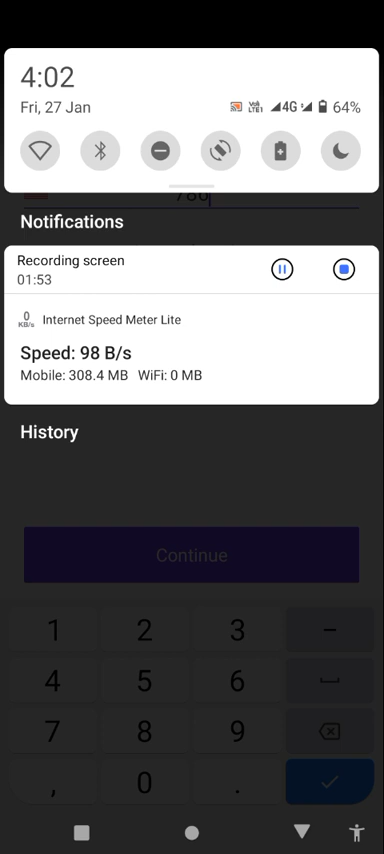 4:02
Fri, 27 Jan
4G 64%
786
Notifications
Recording screen
01:53
0
KB/s
Internet Speed Meter Lite
Speed: 98 B/s
Mobile: 308.4 MB WiFi: 0 MB
History
Continue
1 2 3 –
4 5 6
7 8 9
, 0 .